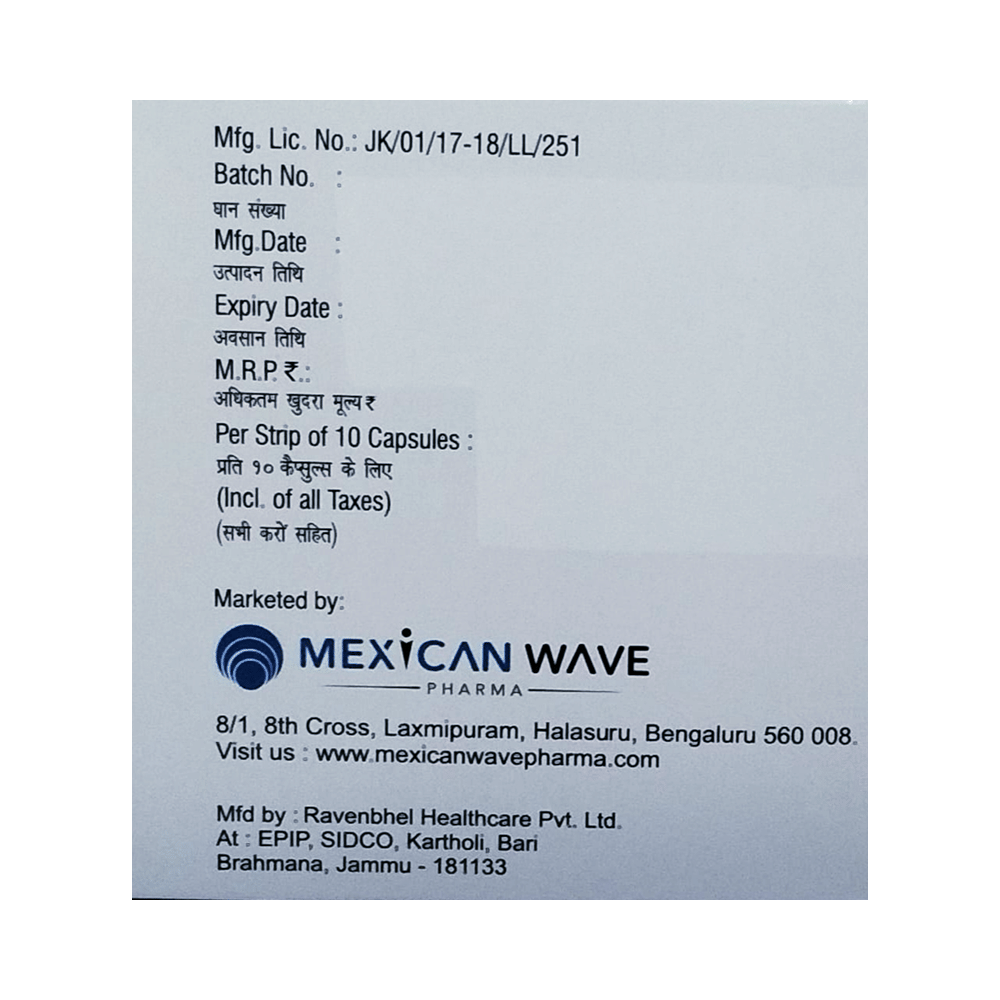 Mfg. Lic. No.: JK/01/17-18/LL/251
Batch No. :
घान संख्या
Mfg.Date :
उत्पादन तिथि
Expiry Date :
अवसान तिथि
M.R.P. ₹.:
अधिकतम खुदरा मूल्य ₹
Per Strip of 10 Capsules :
प्रति १० कैप्सुल्स के लिए
(Incl. of all Taxes)
(सभी करों सहित)
Marketed by:
MEXICAN WAVE
PHARMA
8/1, 8th Cross, Laxmipuram, Halasuru, Bengaluru 560 008.
Visit us : www.mexicanwavepharma.com
Mfd by : Ravenbhel Healthcare Pvt. Ltd.
At : EPIP, SIDCO, Kartholi, Bari
Brahmana, Jammu - 181133